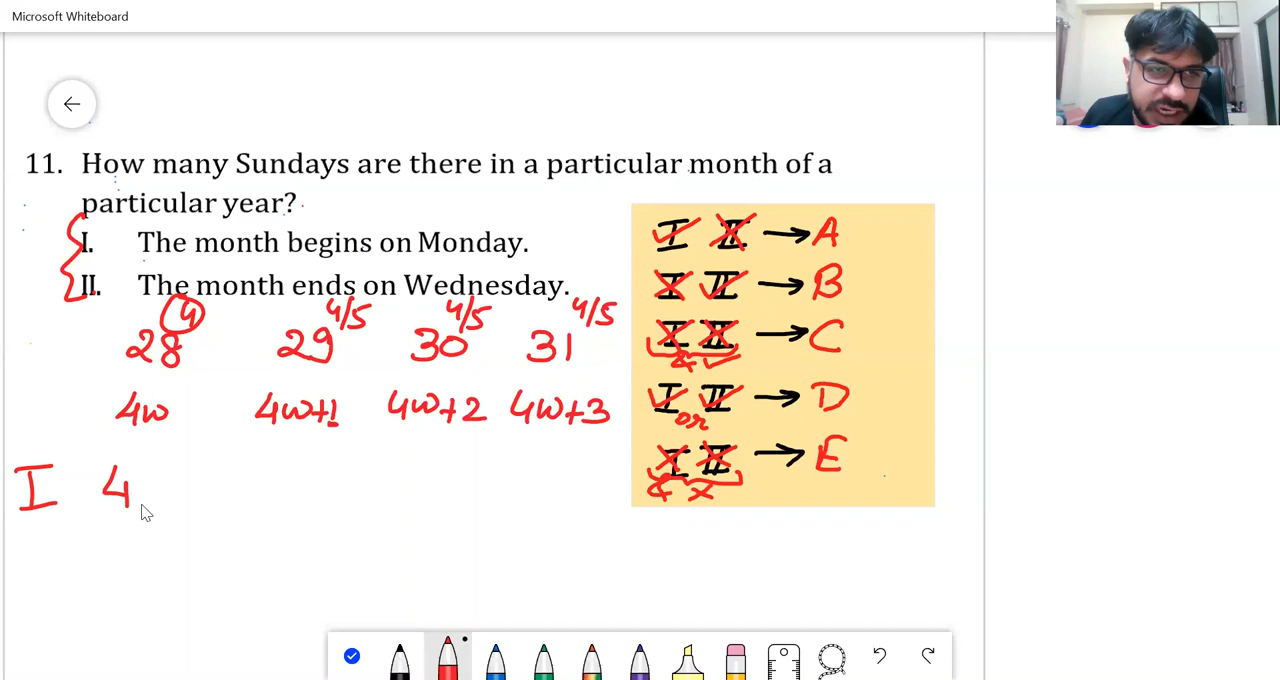 Microsoft Whiteboard
11. How many Sundays are there in a particular month of a
particular year?
I. The month begins on Monday.
II. The month ends on Wednesday.
4 4/5 4/5 4/5
28 29 30 31
4w 4w+1 4w+2 4w+3
I 4
I II → A
I II → B
I II → C
&
I II → D
or
I II → E
&